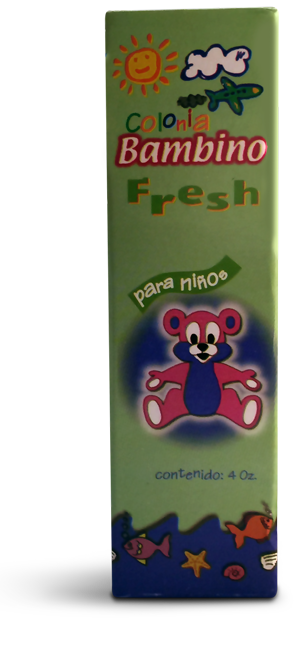 Colonia
Bambino
Fresh
para niños
contenido: 4 Oz.